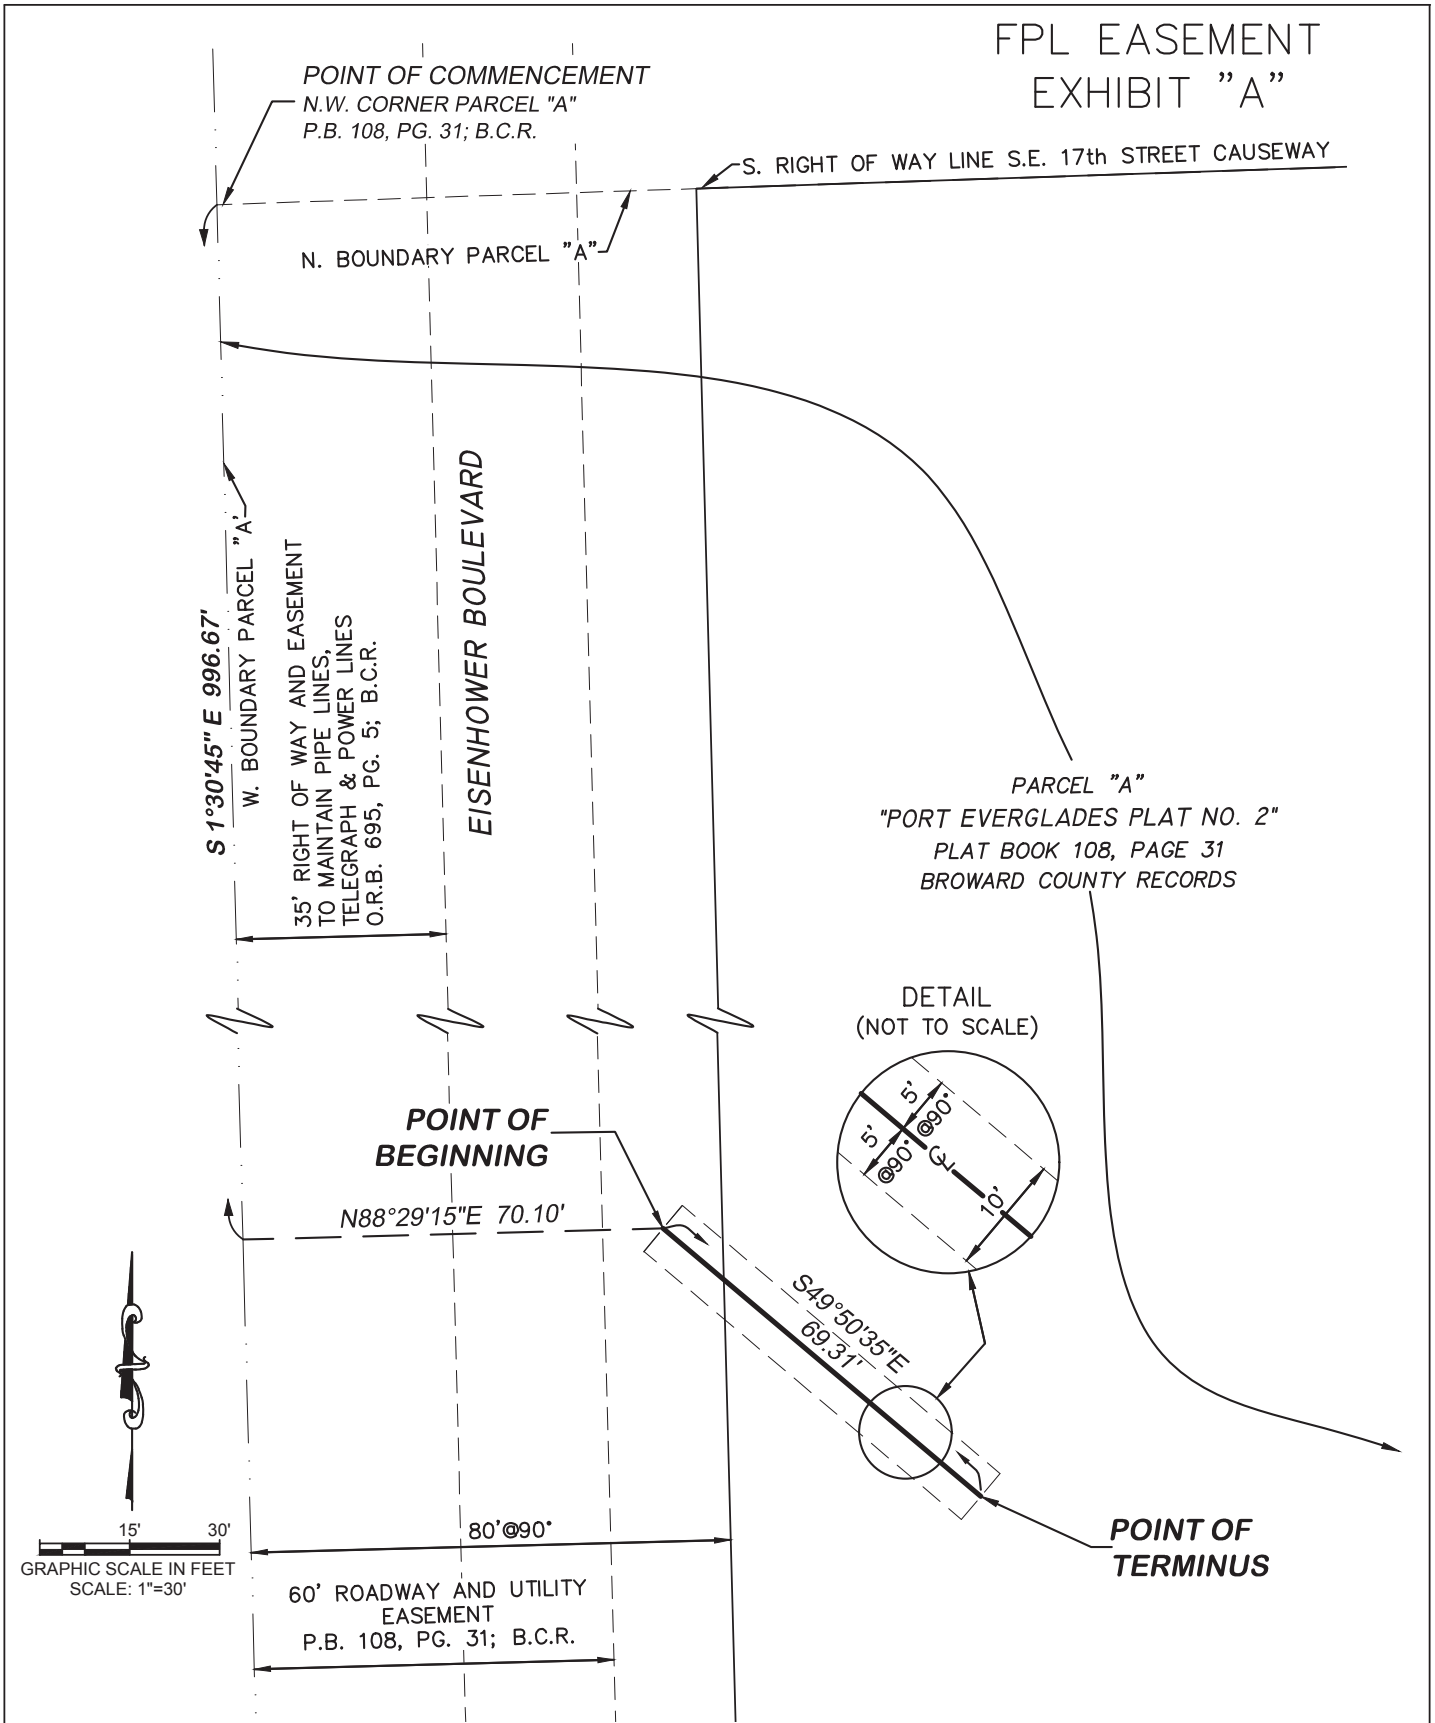 FPL EASEMENT
EXHIBIT "A"
POINT OF COMMENCEMENT
N.W. CORNER PARCEL "A"
P.B. 108, PG. 31; B.C.R.
S. RIGHT OF WAY LINE S.E. 17th STREET CAUSEWAY
N. BOUNDARY PARCEL "A"
S 1°30'45" E 996.67'
W. BOUNDARY PARCEL "A'
35' RIGHT OF WAY AND EASEMENT
TO MAINTAIN PIPE LINES,
TELEGRAPH & POWER LINES
O.R.B. 695, PG. 5; B.C.R.
EISENHOWER BOULEVARD
PARCEL "A"
"PORT EVERGLADES PLAT NO. 2"
PLAT BOOK 108, PAGE 31
BROWARD COUNTY RECORDS
DETAIL
(NOT TO SCALE)
5'
@90°
5'
@90°
CL
10'
POINT OF
BEGINNING
N88°29'15"E 70.10'
S49°50'35"E
69.31'
15' 30'
GRAPHIC SCALE IN FEET
SCALE: 1"=30'
80'@90°
60' ROADWAY AND UTILITY
EASEMENT
P.B. 108, PG. 31; B.C.R.
POINT OF
TERMINUS